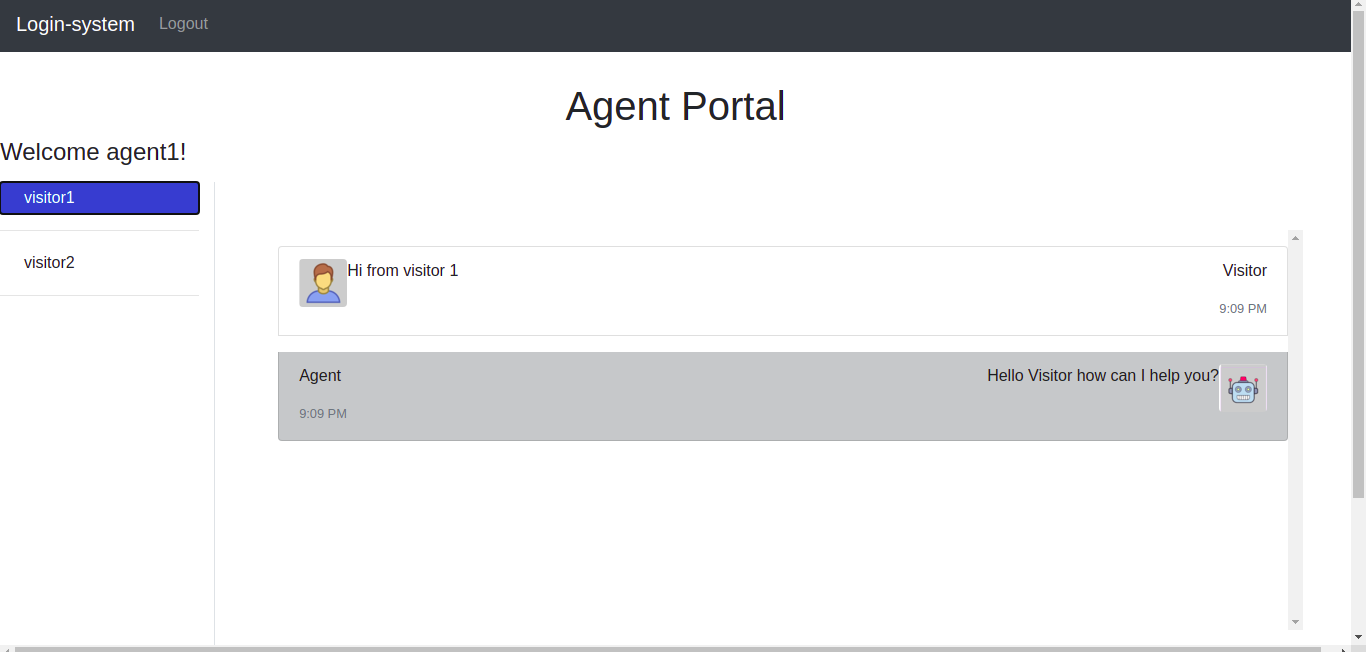 Login-system Logout
Agent Portal
Welcome agent1!
visitor1
visitor2
Hi from visitor 1 Visitor
9:09 PM
Agent Hello Visitor how can I help you?
9:09 PM